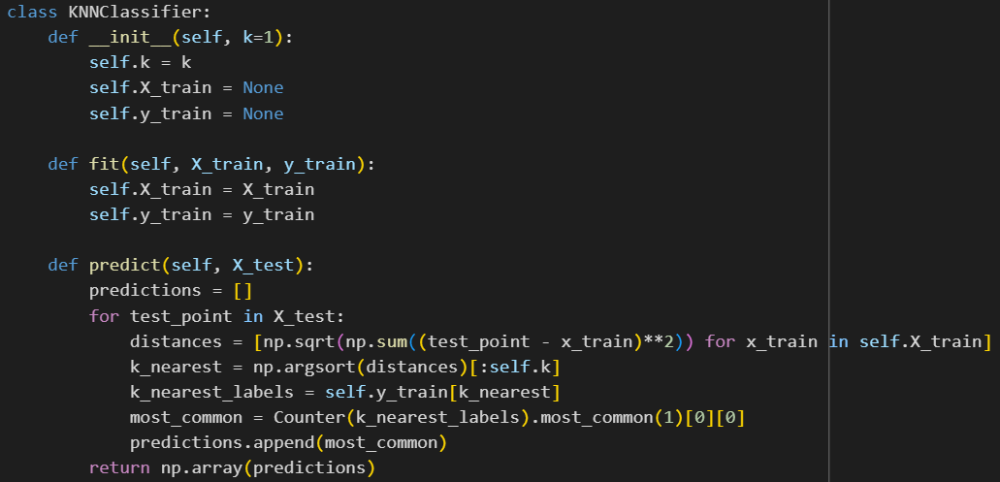 class KNNClassifier:
    def __init__(self, k=1):
        self.k = k
        self.X_train = None
        self.y_train = None

    def fit(self, X_train, y_train):
        self.X_train = X_train
        self.y_train = y_train

    def predict(self, X_test):
        predictions = []
        for test_point in X_test:
            distances = [np.sqrt(np.sum((test_point - x_train)**2)) for x_train in self.X_train]
            k_nearest = np.argsort(distances)[:self.k]
            k_nearest_labels = self.y_train[k_nearest]
            most_common = Counter(k_nearest_labels).most_common(1)[0][0]
            predictions.append(most_common)
        return np.array(predictions)